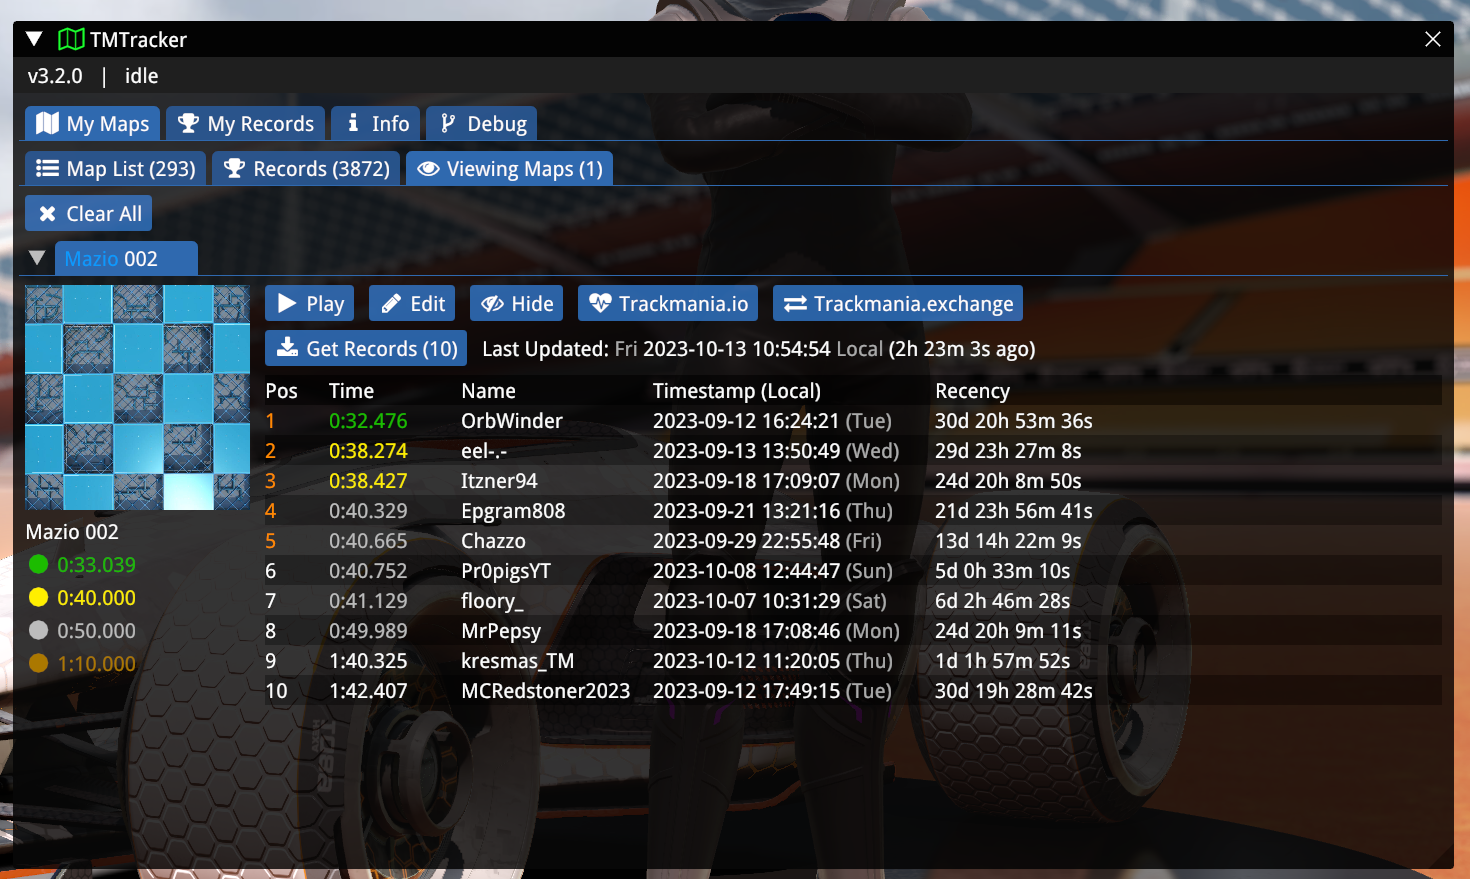 TMTracker
v3.2.0 | idle
My Maps My Records Info Debug
Map List (293) Records (3872) Viewing Maps (1)
Clear All
Mazio 002
Play Edit Hide Trackmania.io Trackmania.exchange
Get Records (10) Last Updated: Fri 2023-10-13 10:54:54 Local (2h 23m 3s ago)
Pos Time Name Timestamp (Local) Recency
1 0:32.476 OrbWinder 2023-09-12 16:24:21 (Tue) 30d 20h 53m 36s
2 0:38.274 eel-.- 2023-09-13 13:50:49 (Wed) 29d 23h 27m 8s
3 0:38.427 Itzner94 2023-09-18 17:09:07 (Mon) 24d 20h 8m 50s
4 0:40.329 Epgram808 2023-09-21 13:21:16 (Thu) 21d 23h 56m 41s
5 0:40.665 Chazzo 2023-09-29 22:55:48 (Fri) 13d 14h 22m 9s
6 0:40.752 Pr0pigsYT 2023-10-08 12:44:47 (Sun) 5d 0h 33m 10s
7 0:41.129 floory_ 2023-10-07 10:31:29 (Sat) 6d 2h 46m 28s
8 0:49.989 MrPepsy 2023-09-18 17:08:46 (Mon) 24d 20h 9m 11s
9 1:40.325 kresmas_TM 2023-10-12 11:20:05 (Thu) 1d 1h 57m 52s
10 1:42.407 MCRedstoner2023 2023-09-12 17:49:15 (Tue) 30d 19h 28m 42s
Mazio 002
0:33.039
0:40.000
0:50.000
1:10.000